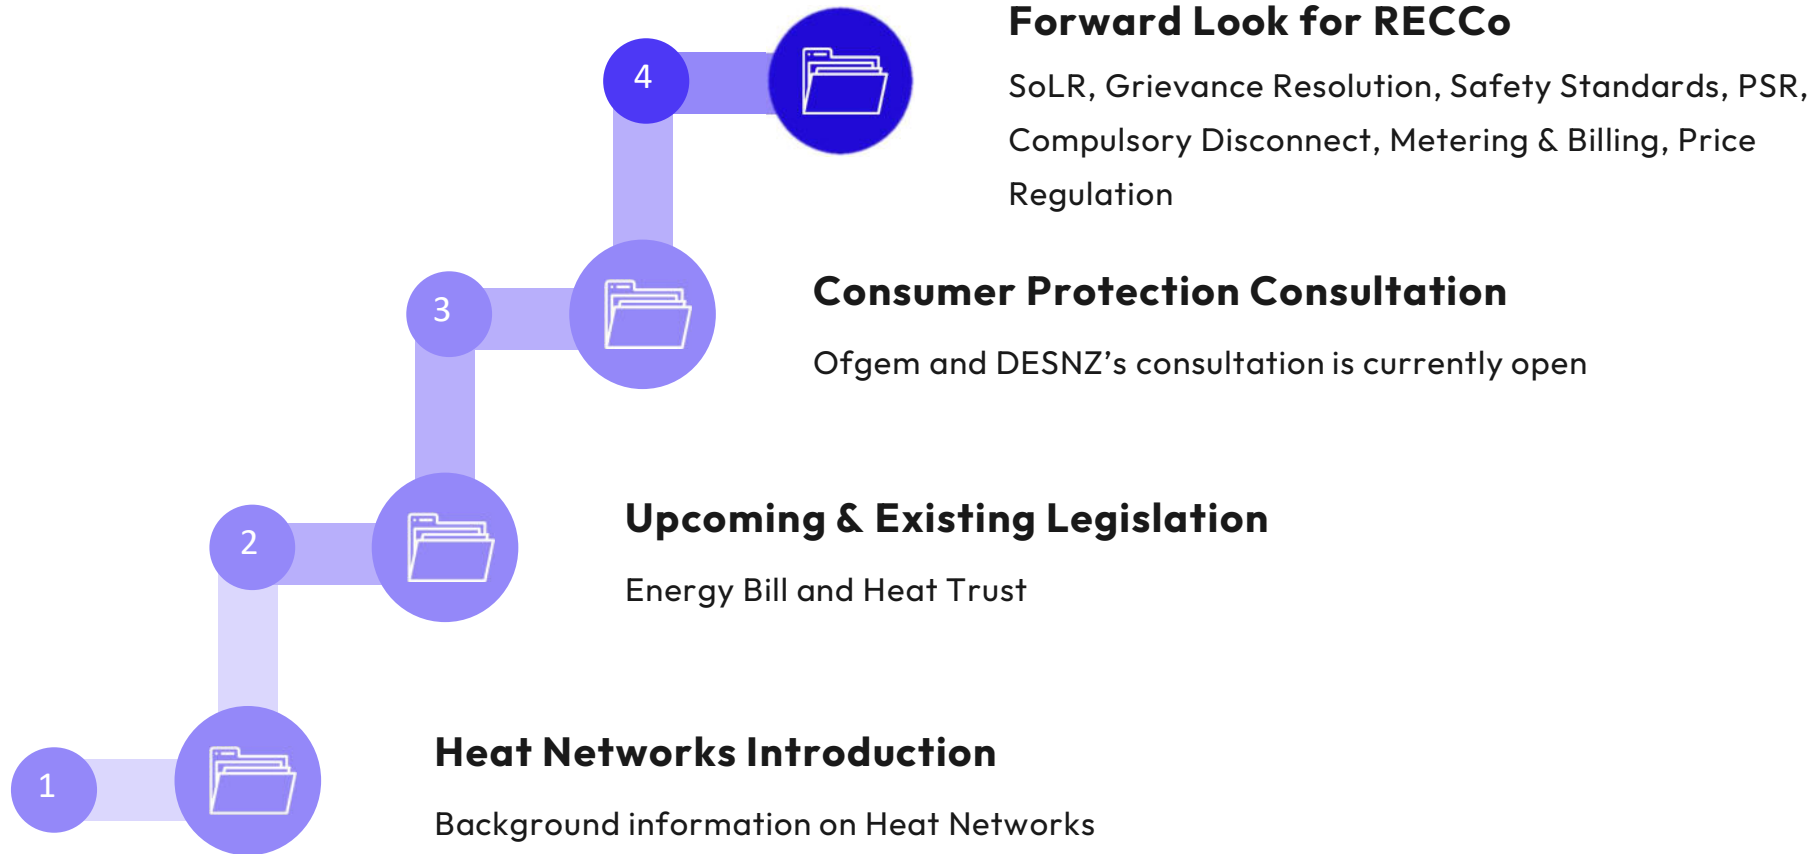 4
Forward Look for RECCo
SoLR, Grievance Resolution, Safety Standards, PSR,
Compulsory Disconnect, Metering & Billing, Price
Regulation
3
Consumer Protection Consultation
Ofgem and DESNZ’s consultation is currently open
2
Upcoming & Existing Legislation
Energy Bill and Heat Trust
1
Heat Networks Introduction
Background information on Heat Networks